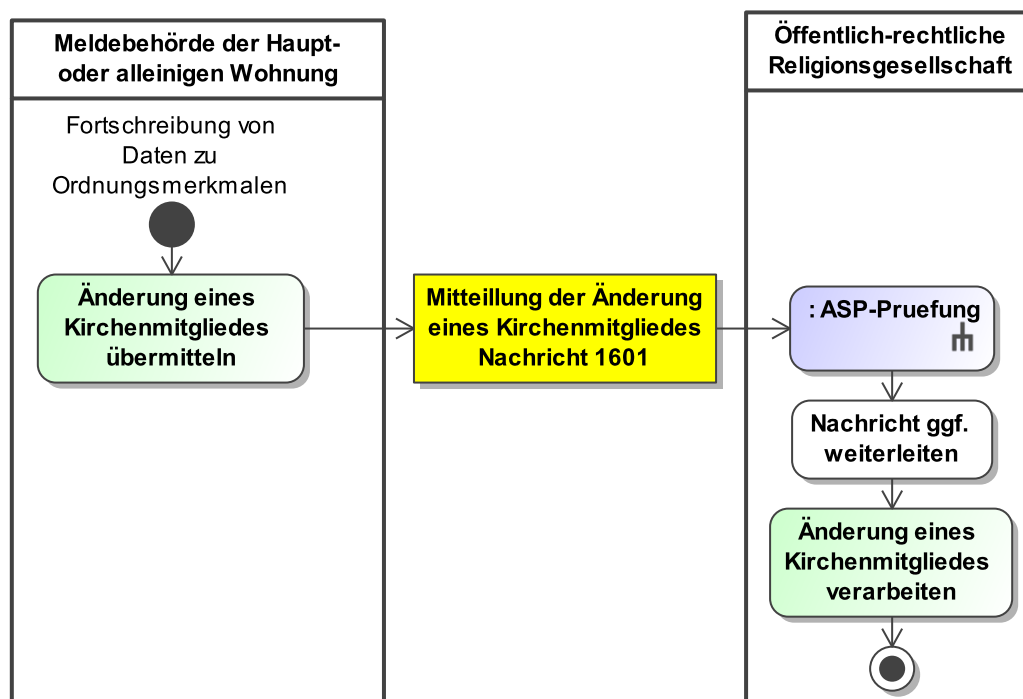 Meldebehörde der Haupt-
oder alleinigen Wohnung
Fortschreibung von
Daten zu
Ordnungsmerkmalen
Änderung eines
Kirchenmitgliedes
übermitteln
Mitteillung der Änderung
eines Kirchenmitgliedes
Nachricht 1601
Öffentlich-rechtliche
Religionsgesellschaft
: ASP-Pruefung
Nachricht ggf.
weiterleiten
Änderung eines
Kirchenmitgliedes
verarbeiten